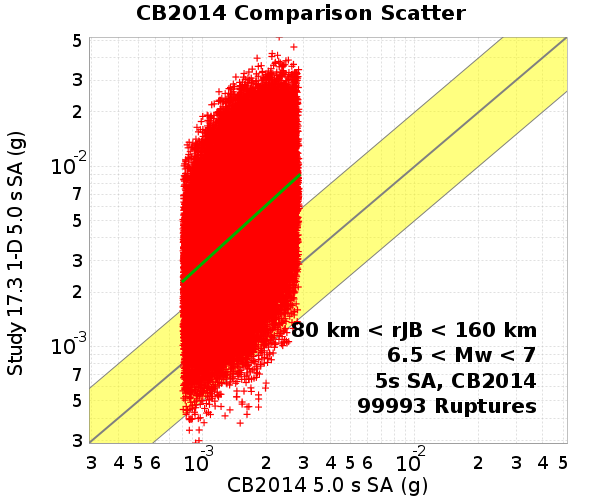 CB2014 Comparison Scatter
5
3
2
10-2
7
5
3
2
10-3
7
5
3
Study 17.3 1-D 5.0 s SA (g)
80 km < rJB < 160 km
6.5 < Mw < 7
5s SA, CB2014
99993 Ruptures
3 4 5 6 10-3 2 3 4 5 6 10-2 2 3 4 5
CB2014 5.0 s SA (g)